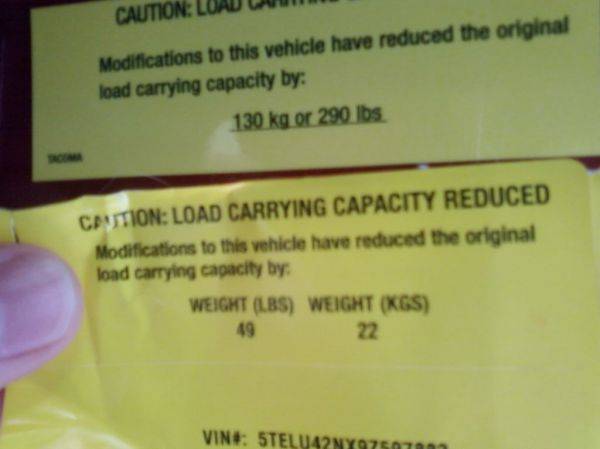 CAUTION: LOAD
Modifications to this vehicle have reduced the original
load carrying capacity by:
130 kg or 290 lbs
TACOMA
CAUTION: LOAD CARRYING CAPACITY REDUCED
Modifications to this vehicle have reduced the original
load carrying capacity by:
WEIGHT (LBS) WEIGHT (KGS)
49 22
VIN#: